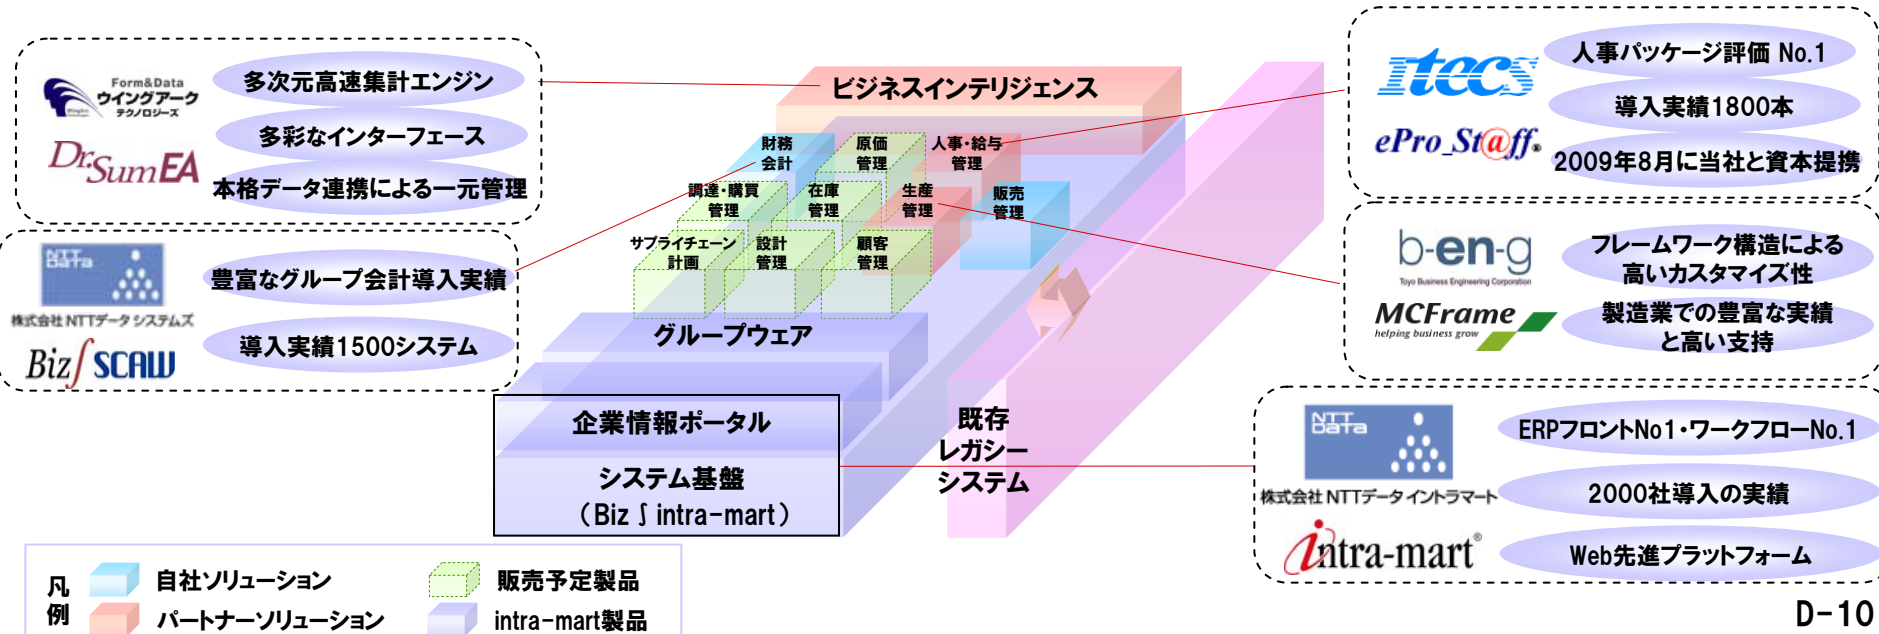 Form&Data
ウイングアーク
テクノロジーズ
Dr.Sum EA
多次元高速集計エンジン
多彩なインターフェース
本格データ連携による一元管理
NTT DATA
株式会社 NTTデータ システムズ
Biz∫SCAW
豊富なグループ会計導入実績
導入実績1500システム
ビジネスインテリジェンス
財務
会計
原価
管理
人事・給与
管理
調達・購買
管理
在庫
管理
生産
管理
販売
管理
サプライチェーン
計画
設計
管理
顧客
管理
グループウェア
企業情報ポータル
システム基盤
(Biz∫intra-mart)
既存
レガシー
システム
itecs
ePro_St@ff®
人事パッケージ評価 No.1
導入実績1800本
2009年8月に当社と資本提携
b-en-g
Toyo Business Engineering Corporation
MCFrame
helping business grow
フレームワーク構造による
高いカスタマイズ性
製造業での豊富な実績
と高い支持
NTT DATA
株式会社 NTTデータ イントラマート
intra-mart®
ERPフロントNo1・ワークフローNo.1
2000社導入の実績
Web先進プラットフォーム
凡
例
自社ソリューション
販売予定製品
パートナーソリューション
intra-mart製品
D-10